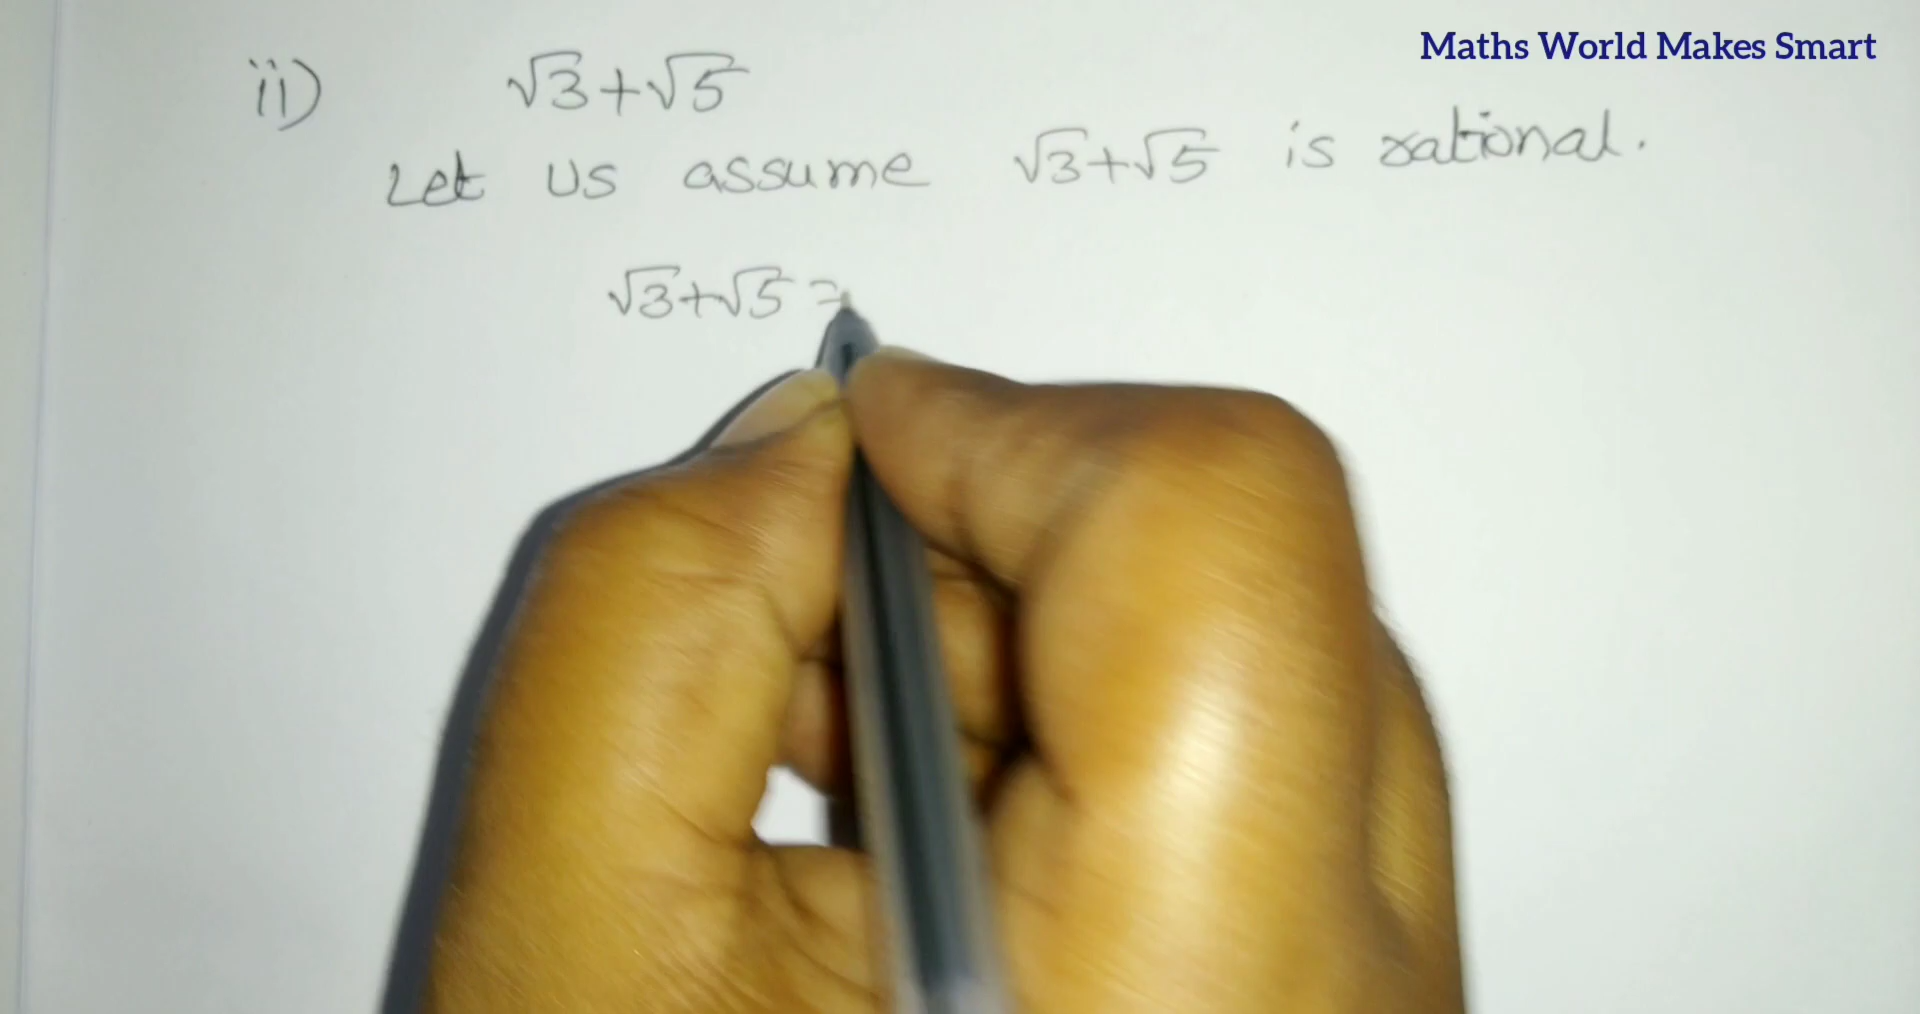 Maths World Makes Smart
ii) √3+√5
Let us assume √3+√5 is rational.
√3+√5 =